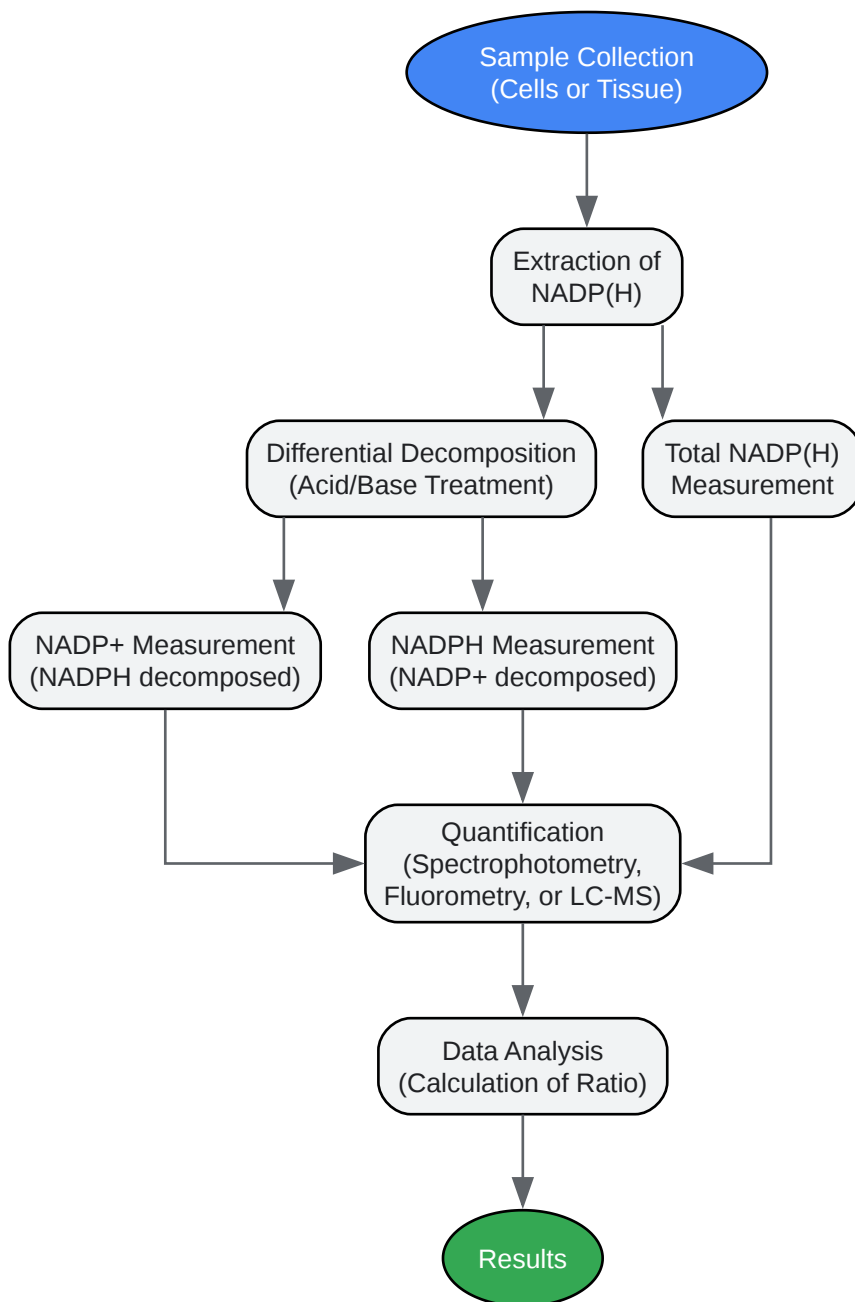 Sample Collection
(Cells or Tissue)
Extraction of
NADP(H)
Differential Decomposition
(Acid/Base Treatment)
Total NADP(H)
Measurement
NADP+ Measurement
(NADPH decomposed)
NADPH Measurement
(NADP+ decomposed)
Quantification
(Spectrophotometry,
Fluorometry, or LC-MS)
Data Analysis
(Calculation of Ratio)
Results